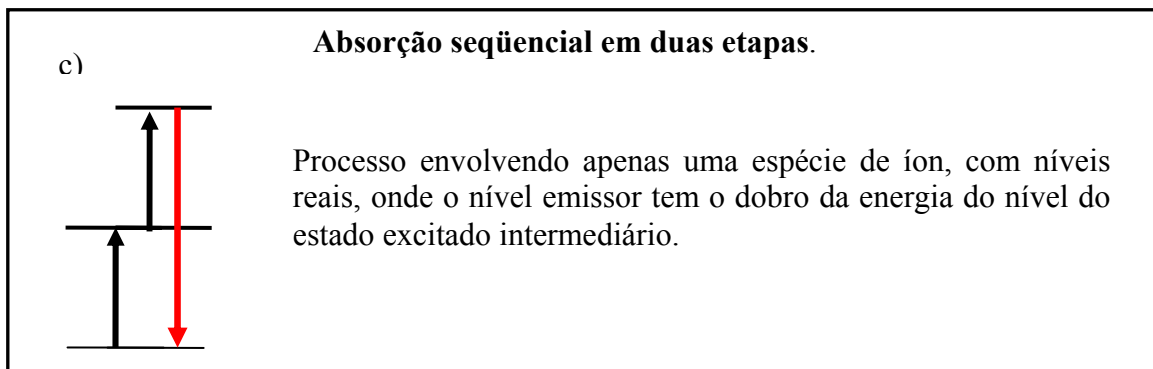 Absorção seqüencial em duas etapas.
c)
Processo envolvendo apenas uma espécie de íon, com níveis
reais, onde o nível emissor tem o dobro da energia do nível do
estado excitado intermediário.